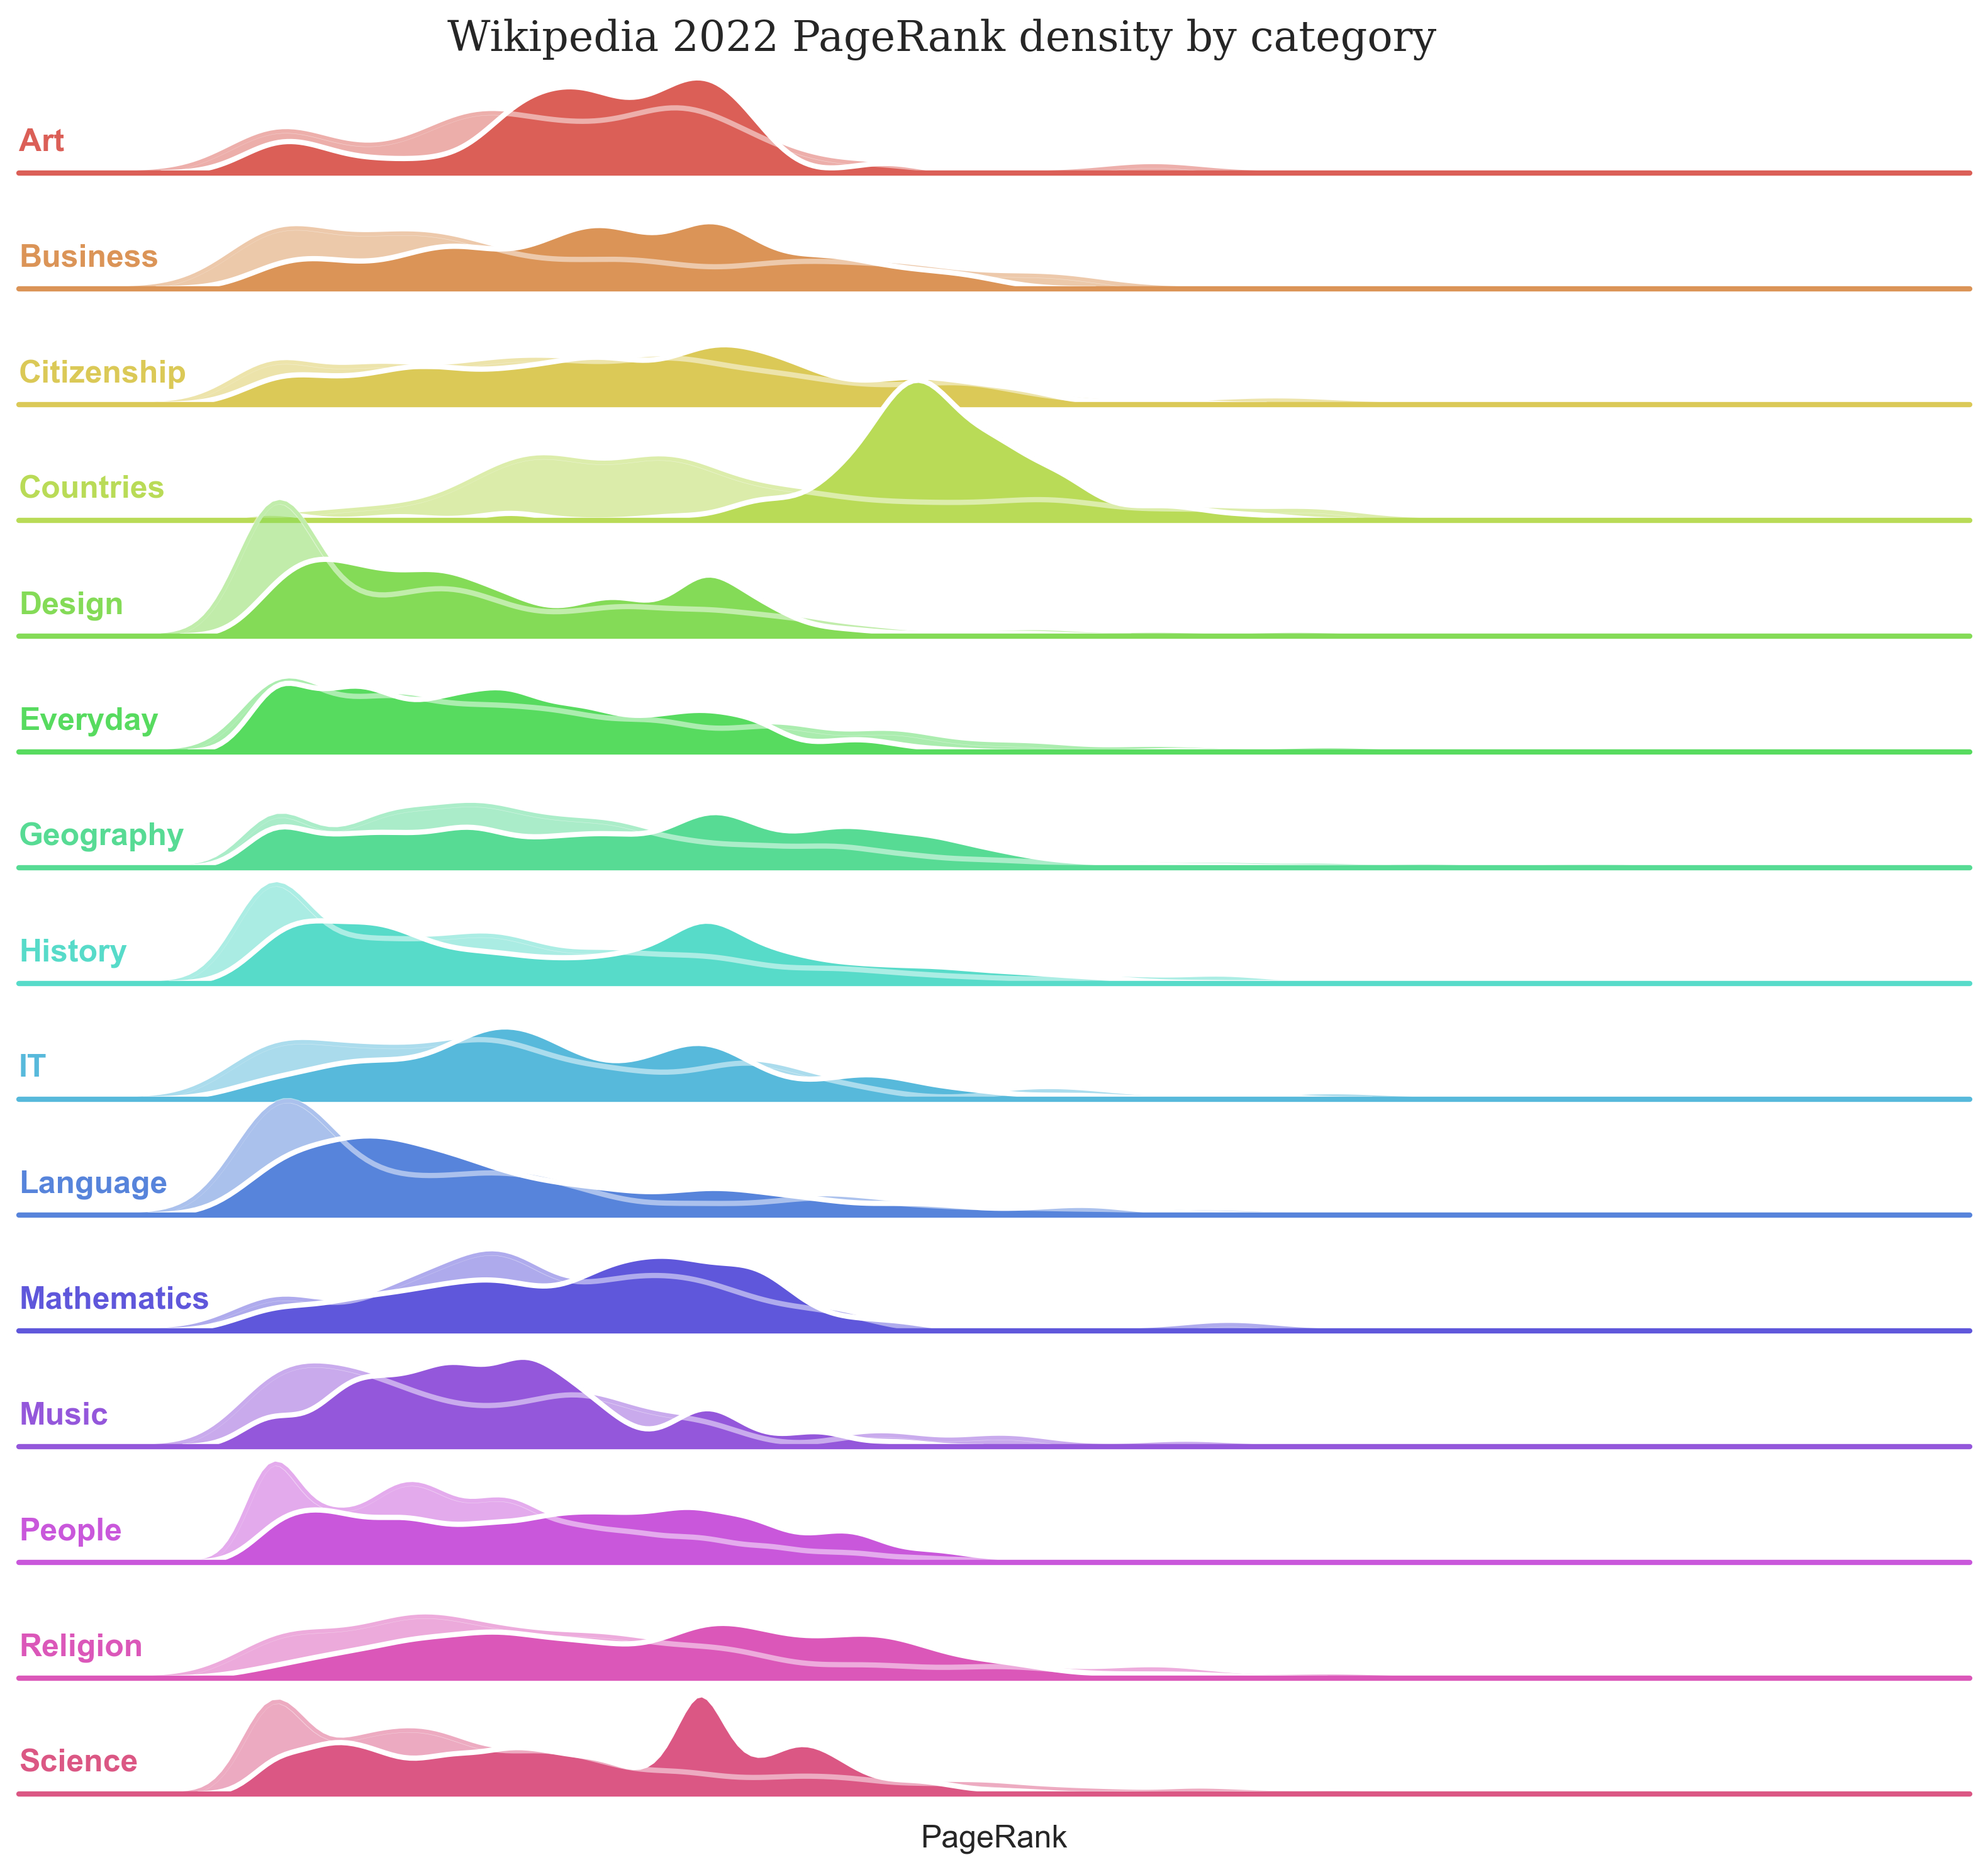 Wikipedia 2022 PageRank density by category
Art
Business
Citizenship
Countries
Design
Everyday
Geography
History
IT
Language
Mathematics
Music
People
Religion
Science
PageRank